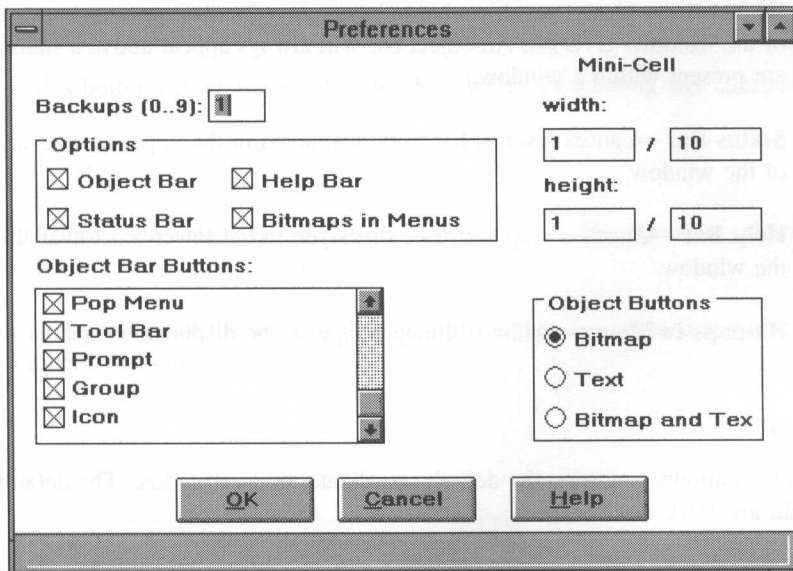 Preferences
Backups (0..9): 1
Options
Object Bar
Help Bar
Status Bar
Bitmaps in Menus
Object Bar Buttons:
Pop Menu
Tool Bar
Prompt
Group
Icon
Mini-Cell
width:
1 / 10
height:
1 / 10
Object Buttons
Bitmap
Text
Bitmap and Tex
OK Cancel Help